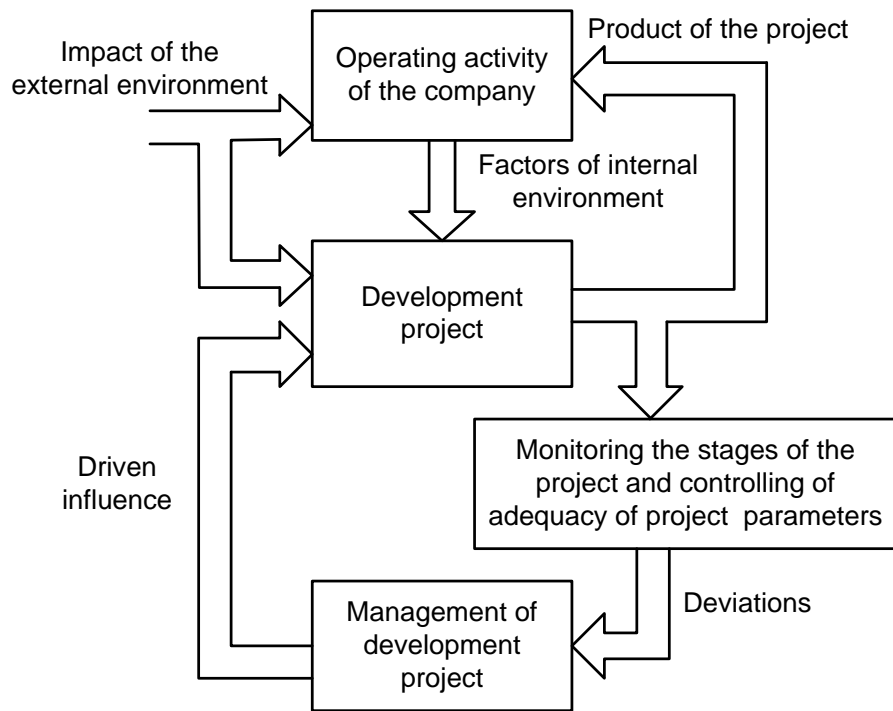 Impact of the
external environment
Operating activity
of the company
Product of the project
Factors of internal
environment
Development
project
Monitoring the stages of the
project and controlling of
adequacy of project  parameters
Driven
influence
Management of
development
project
Deviations